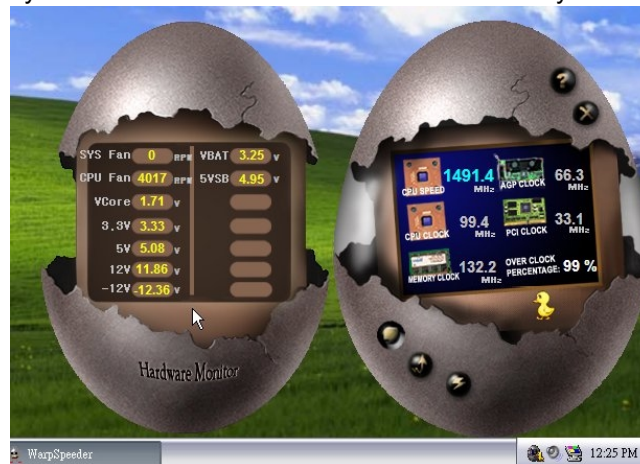 SYS Fan 0 RPM VBAT 3.25 V
CPU Fan 4017 RPM 5VSB 4.95 V
VCore 1.71 V
3.3V 3.33 V
5V 5.08 V
12V 11.86 V
-12V -12.36 V
Hardware Monitor
?
X
CPU SPEED 1491.4 MHz AGP CLOCK 66.3 MHz
CPU CLOCK 99.4 MHz PCI CLOCK 33.1 MHz
MEMORY CLOCK 132.2 MHz OVER CLOCK PERCENTAGE: 99 %
WarpSpeeder
12:25 PM